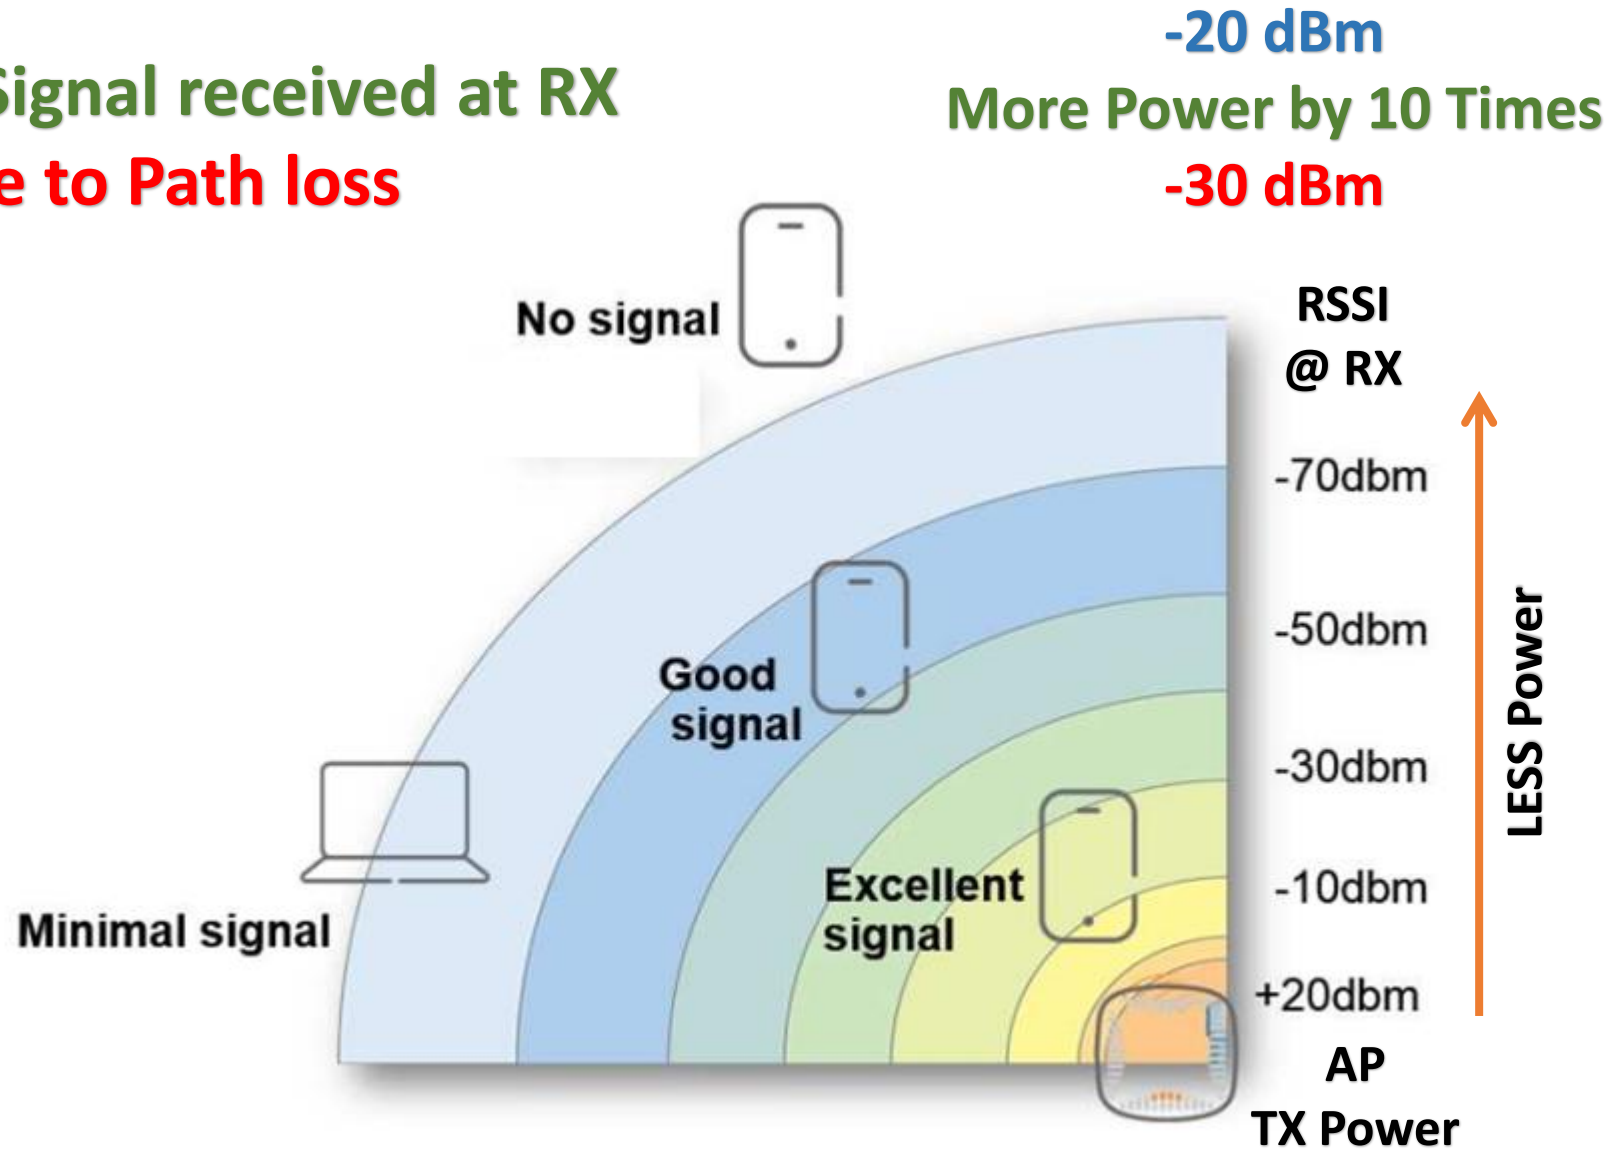 -20 dBm
Signal received at RX
More Power by 10 Times
e to Path loss
-30 dBm
No signal
RSSI
@ RX
-70dbm
-50dbm
Good
signal
LESS Power
-30dbm
Excellent
signal
-10dbm
Minimal signal
+20dbm
AP
TX Power